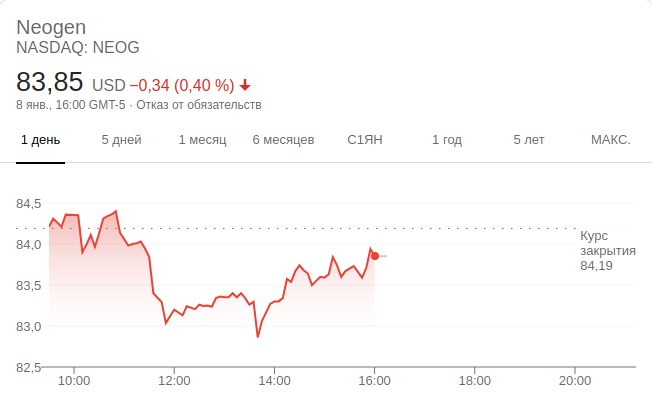 Neogen
NASDAQ: NEOG
83,85 USD −0,34 (0,40 %)
8 янв., 16:00 GMT-5 · Отказ от обязательств
1 день 5 дней 1 месяц 6 месяцев С1ЯН 1 год 5 лет МАКС.
84,5
84,0
83,5
83,0
82,5
Курс
закрытия
84,19
10:00 12:00 14:00 16:00 18:00 20:00